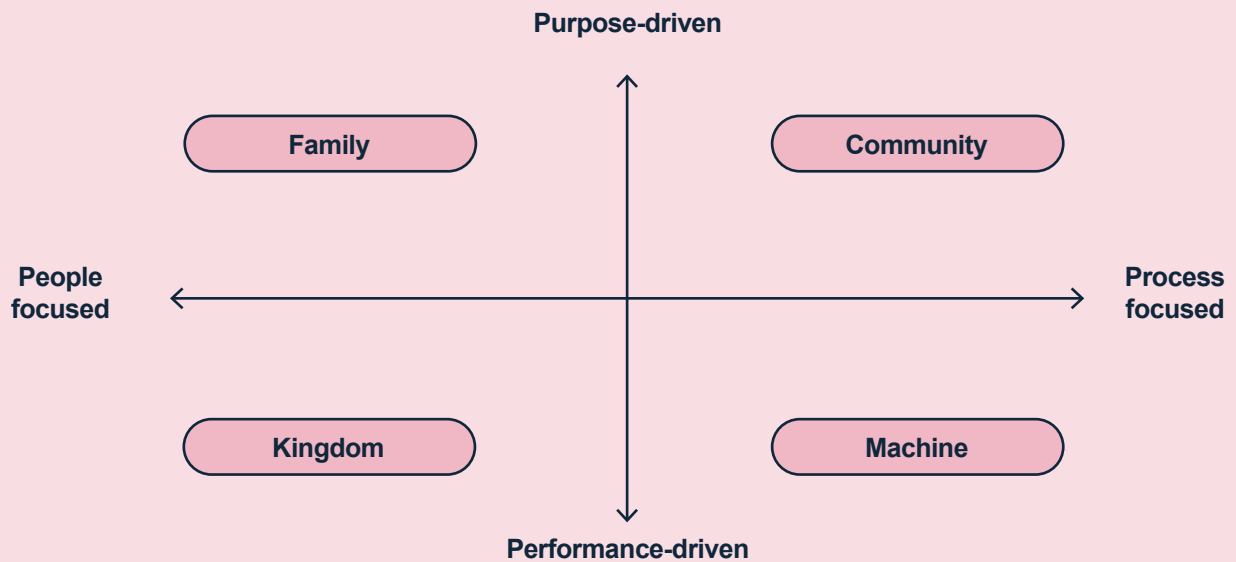 Purpose-driven
Family
Community
People
focused
Process
focused
Kingdom
Machine
Performance-driven